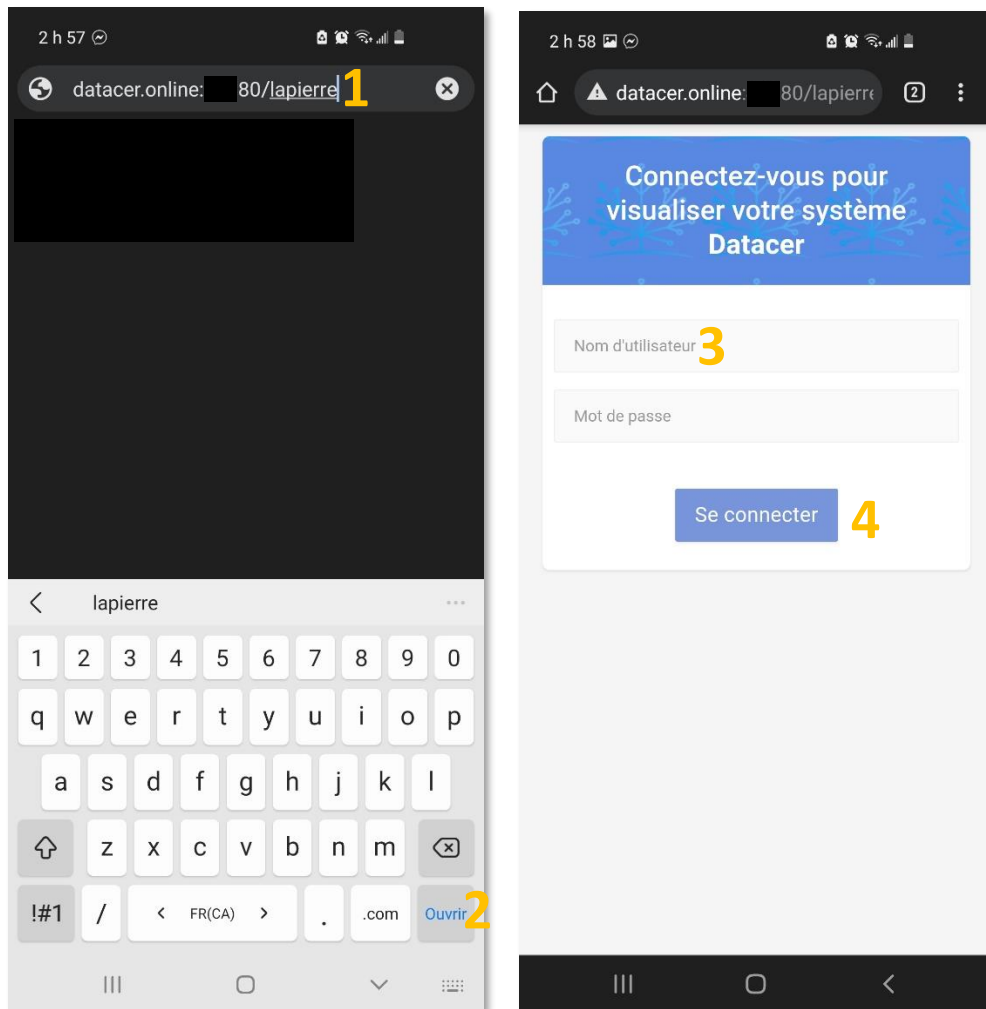 2 h 57
datacer.online: 80/lapierre 1
lapierre
1 2 3 4 5 6 7 8 9 0
q w e r t y u i o p
a s d f g h j k l
z x c v b n m
!#1 / < FR(CA) > . .com Ouvrir 2
2 h 58
datacer.online: 80/lapierre 2
Connectez-vous pour
visualiser votre système
Datacer
Nom d'utilisateur 3
Mot de passe
Se connecter 4